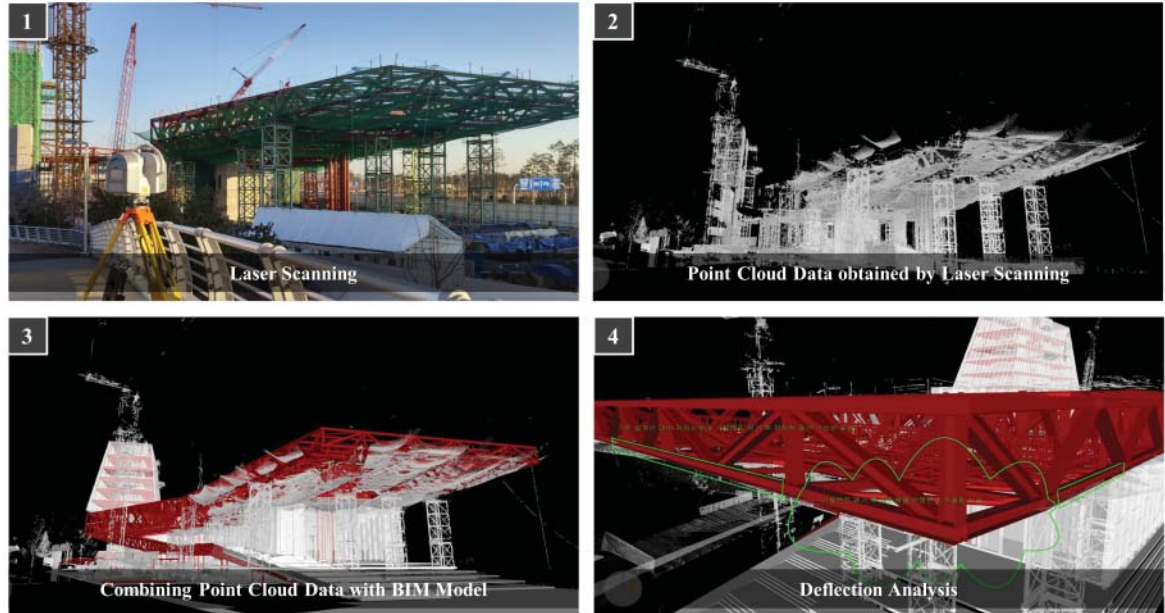 1
Laser Scanning
2
Point Cloud Data obtained by Laser Scanning
3
Combining Point Cloud Data with BIM Model
4
Deflection Analysis